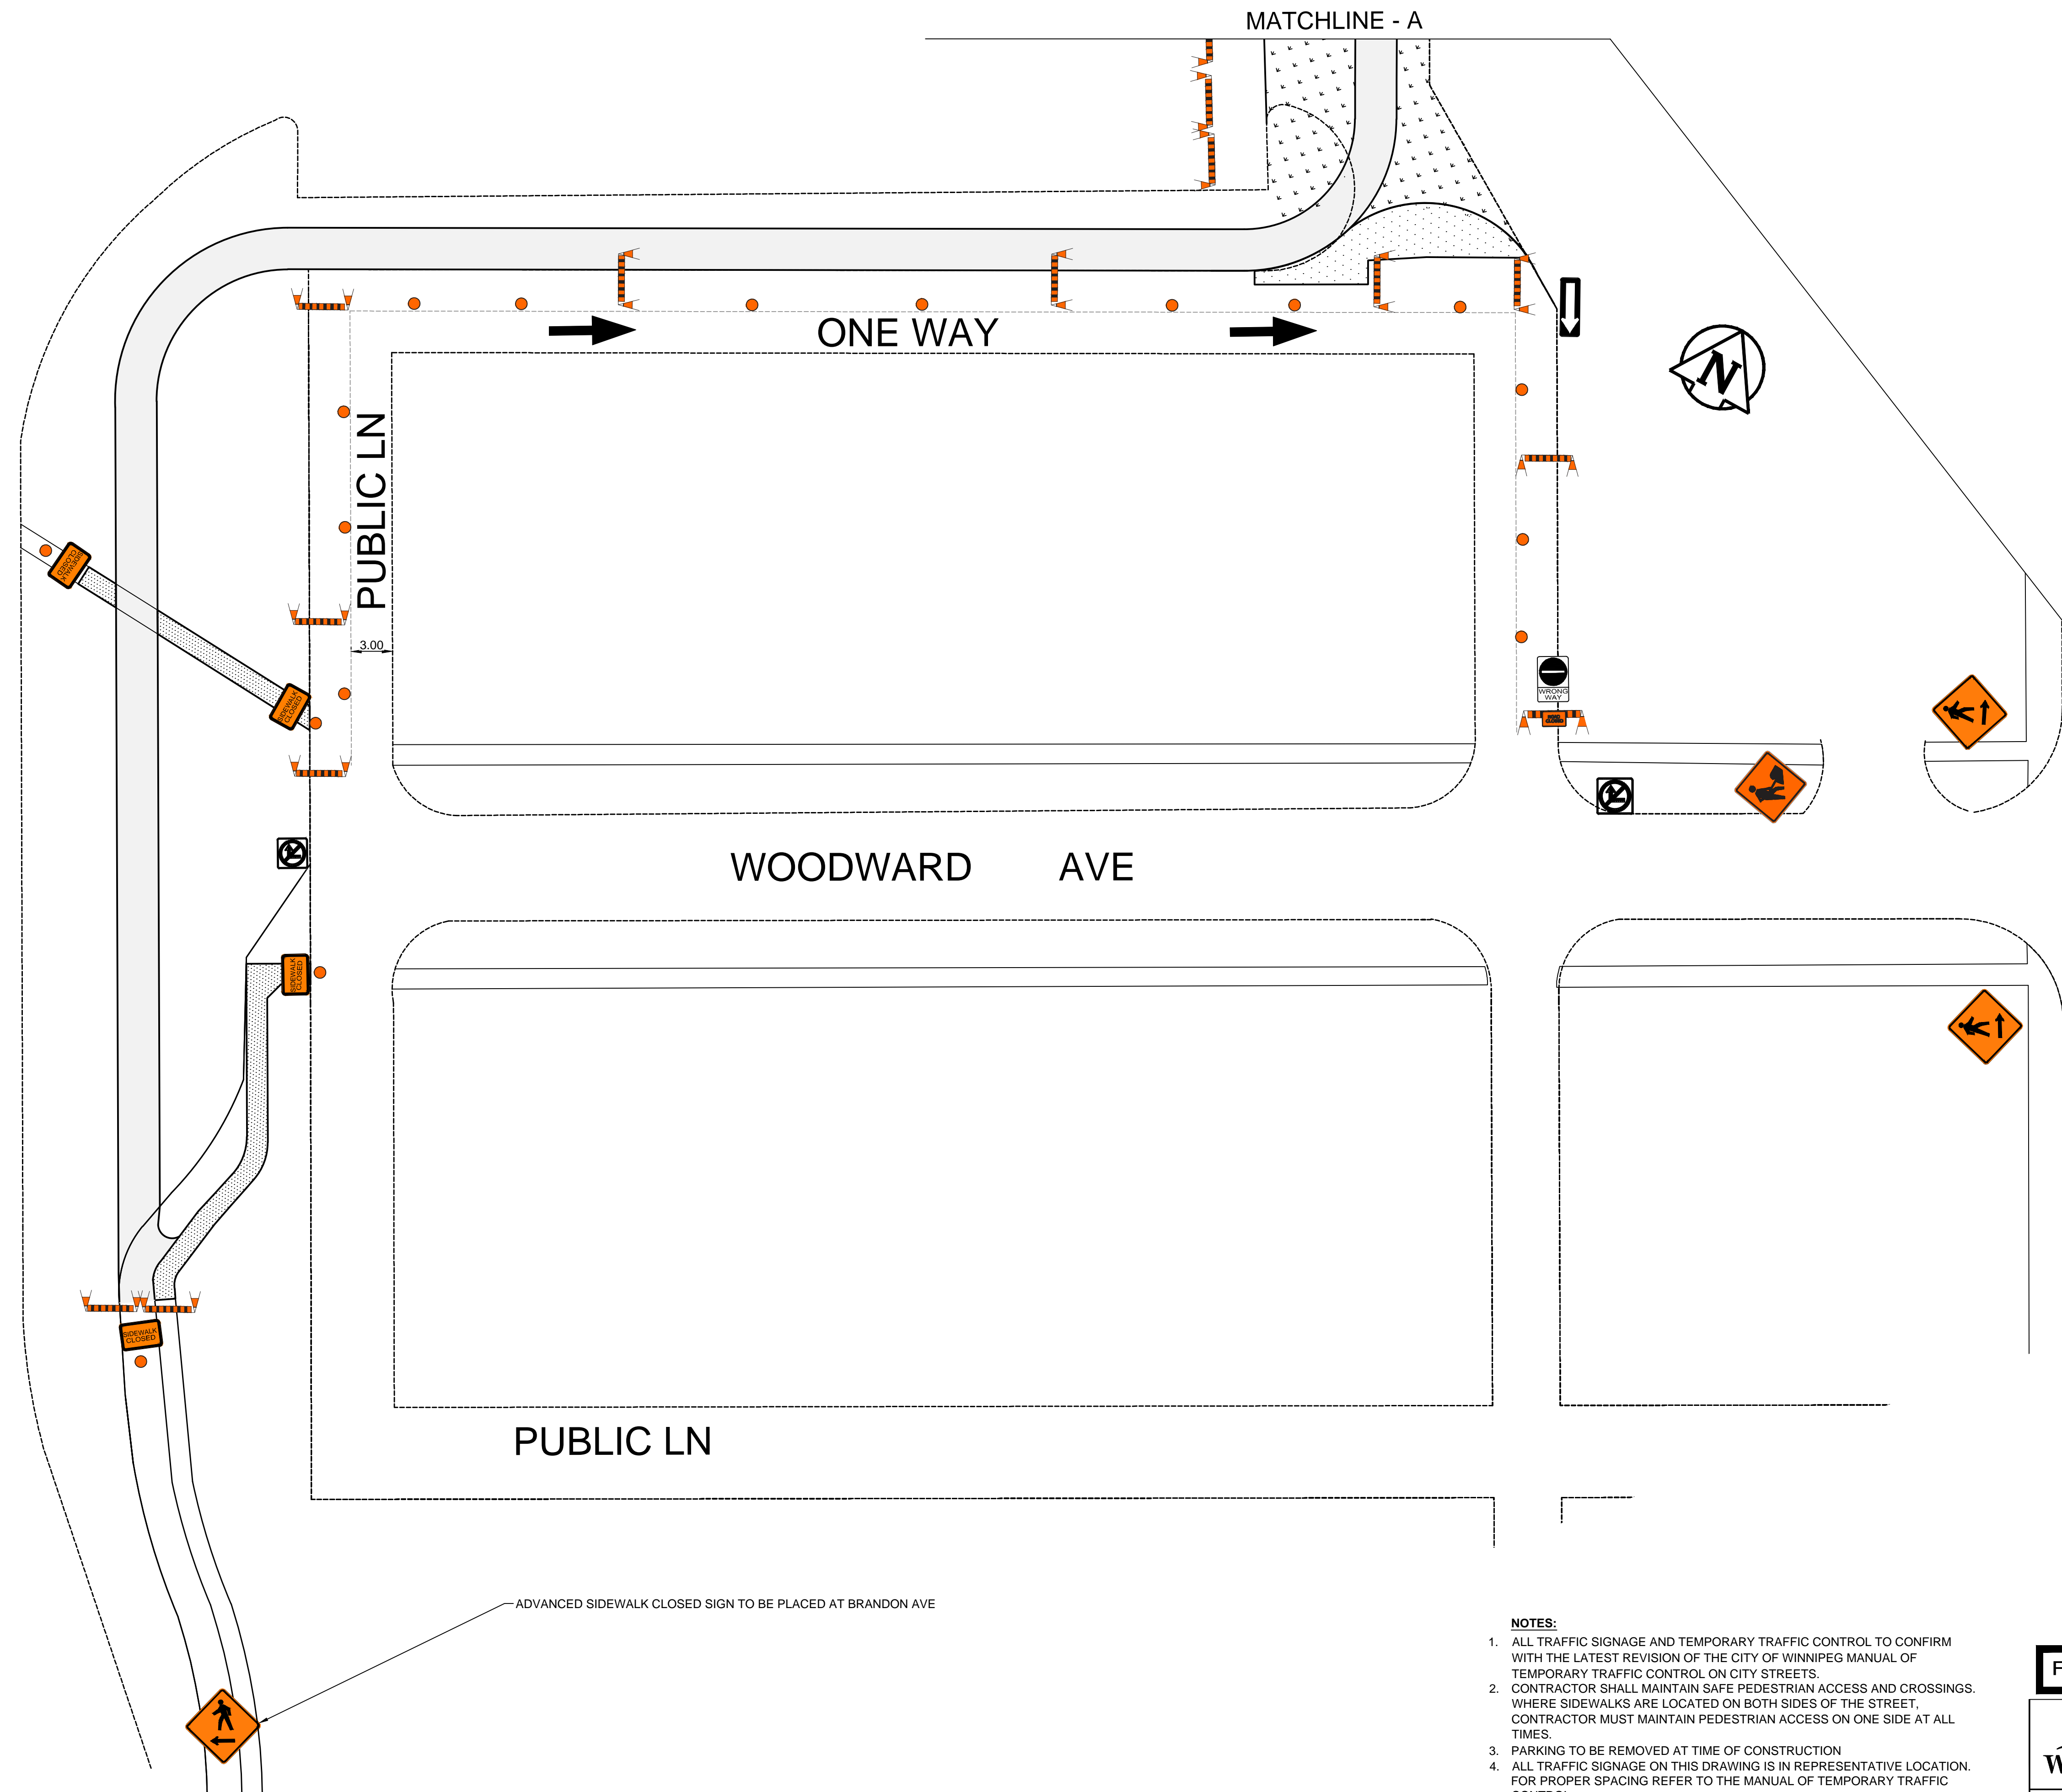 MATCHLINE - A
ONE WAY
PUBLIC LN
N
SIDEWALK
CLOSED
3.00
SIDEWALK
CLOSED
WRONG
WAY
ROAD
CLOSED
WOODWARD AVE
SIDEWALK
CLOSED
SIDEWALK
CLOSED
PUBLIC LN
ADVANCED SIDEWALK CLOSED SIGN TO BE PLACED AT BRANDON AVE
NOTES:
1. ALL TRAFFIC SIGNAGE AND TEMPORARY TRAFFIC CONTROL TO CONFIRM
WITH THE LATEST REVISION OF THE CITY OF WINNIPEG MANUAL OF
TEMPORARY TRAFFIC CONTROL ON CITY STREETS.
2. CONTRACTOR SHALL MAINTAIN SAFE PEDESTRIAN ACCESS AND CROSSINGS.
WHERE SIDEWALKS ARE LOCATED ON BOTH SIDES OF THE STREET,
CONTRACTOR MUST MAINTAIN PEDESTRIAN ACCESS ON ONE SIDE AT ALL
TIMES.
3. PARKING TO BE REMOVED AT TIME OF CONSTRUCTION
4. ALL TRAFFIC SIGNAGE ON THIS DRAWING IS IN REPRESENTATIVE LOCATION.
FOR PROPER SPACING REFER TO THE MANUAL OF TEMPORARY TRAFFIC